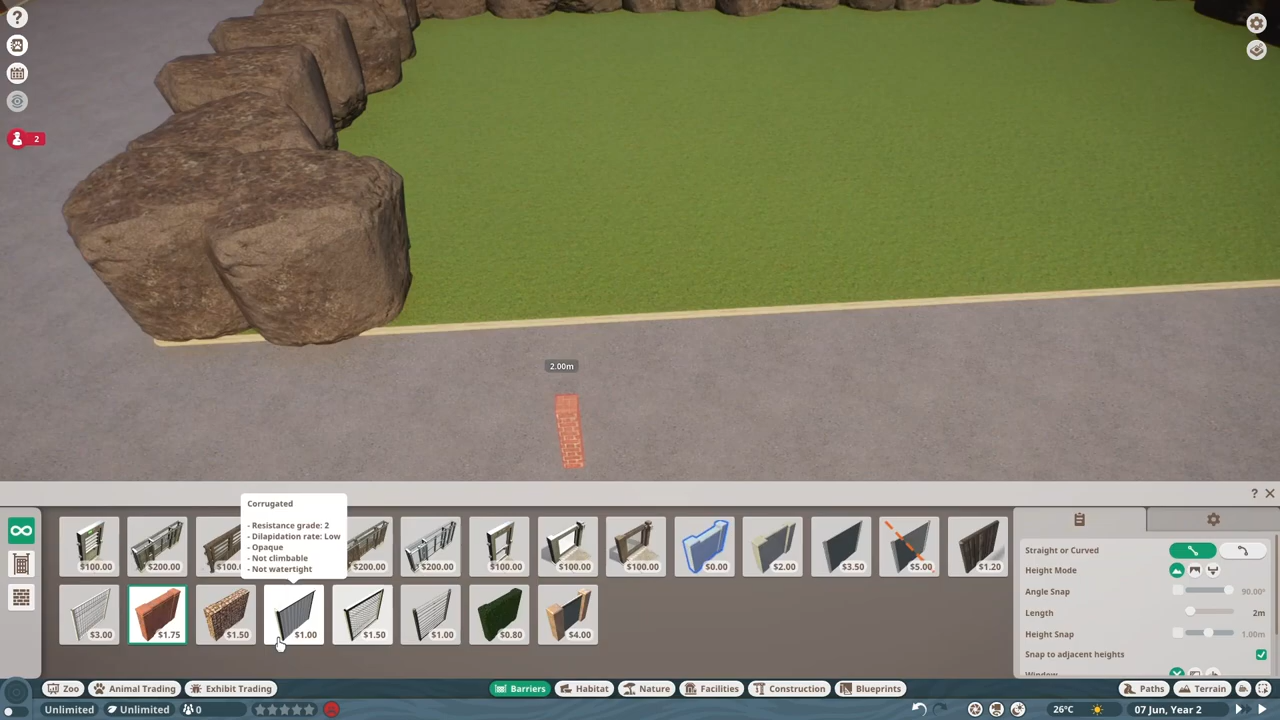 ?
2
2.00m
Corrugated
- Resistance grade: 2
- Dilapidation rate: Low
- Opaque
- Not climbable
- Not watertight
?
$100.00 $200.00 $100. $200.00 $200.00 $100.00 $100.00 $100.00 $0.00 $2.00 $3.50 $5.00 $1.20
$3.00 $1.75 $1.50 $1.00 $1.50 $1.00 $0.80 $4.00
Straight or Curved
Height Mode
Angle Snap 90.00°
Length 2m
Height Snap 1.00m
Snap to adjacent heights
Window
Zoo Animal Trading Exhibit Trading Barriers Habitat Nature Facilities Construction Blueprints Paths Terrain
Unlimited Unlimited 0 26°C 07 Jun, Year 2